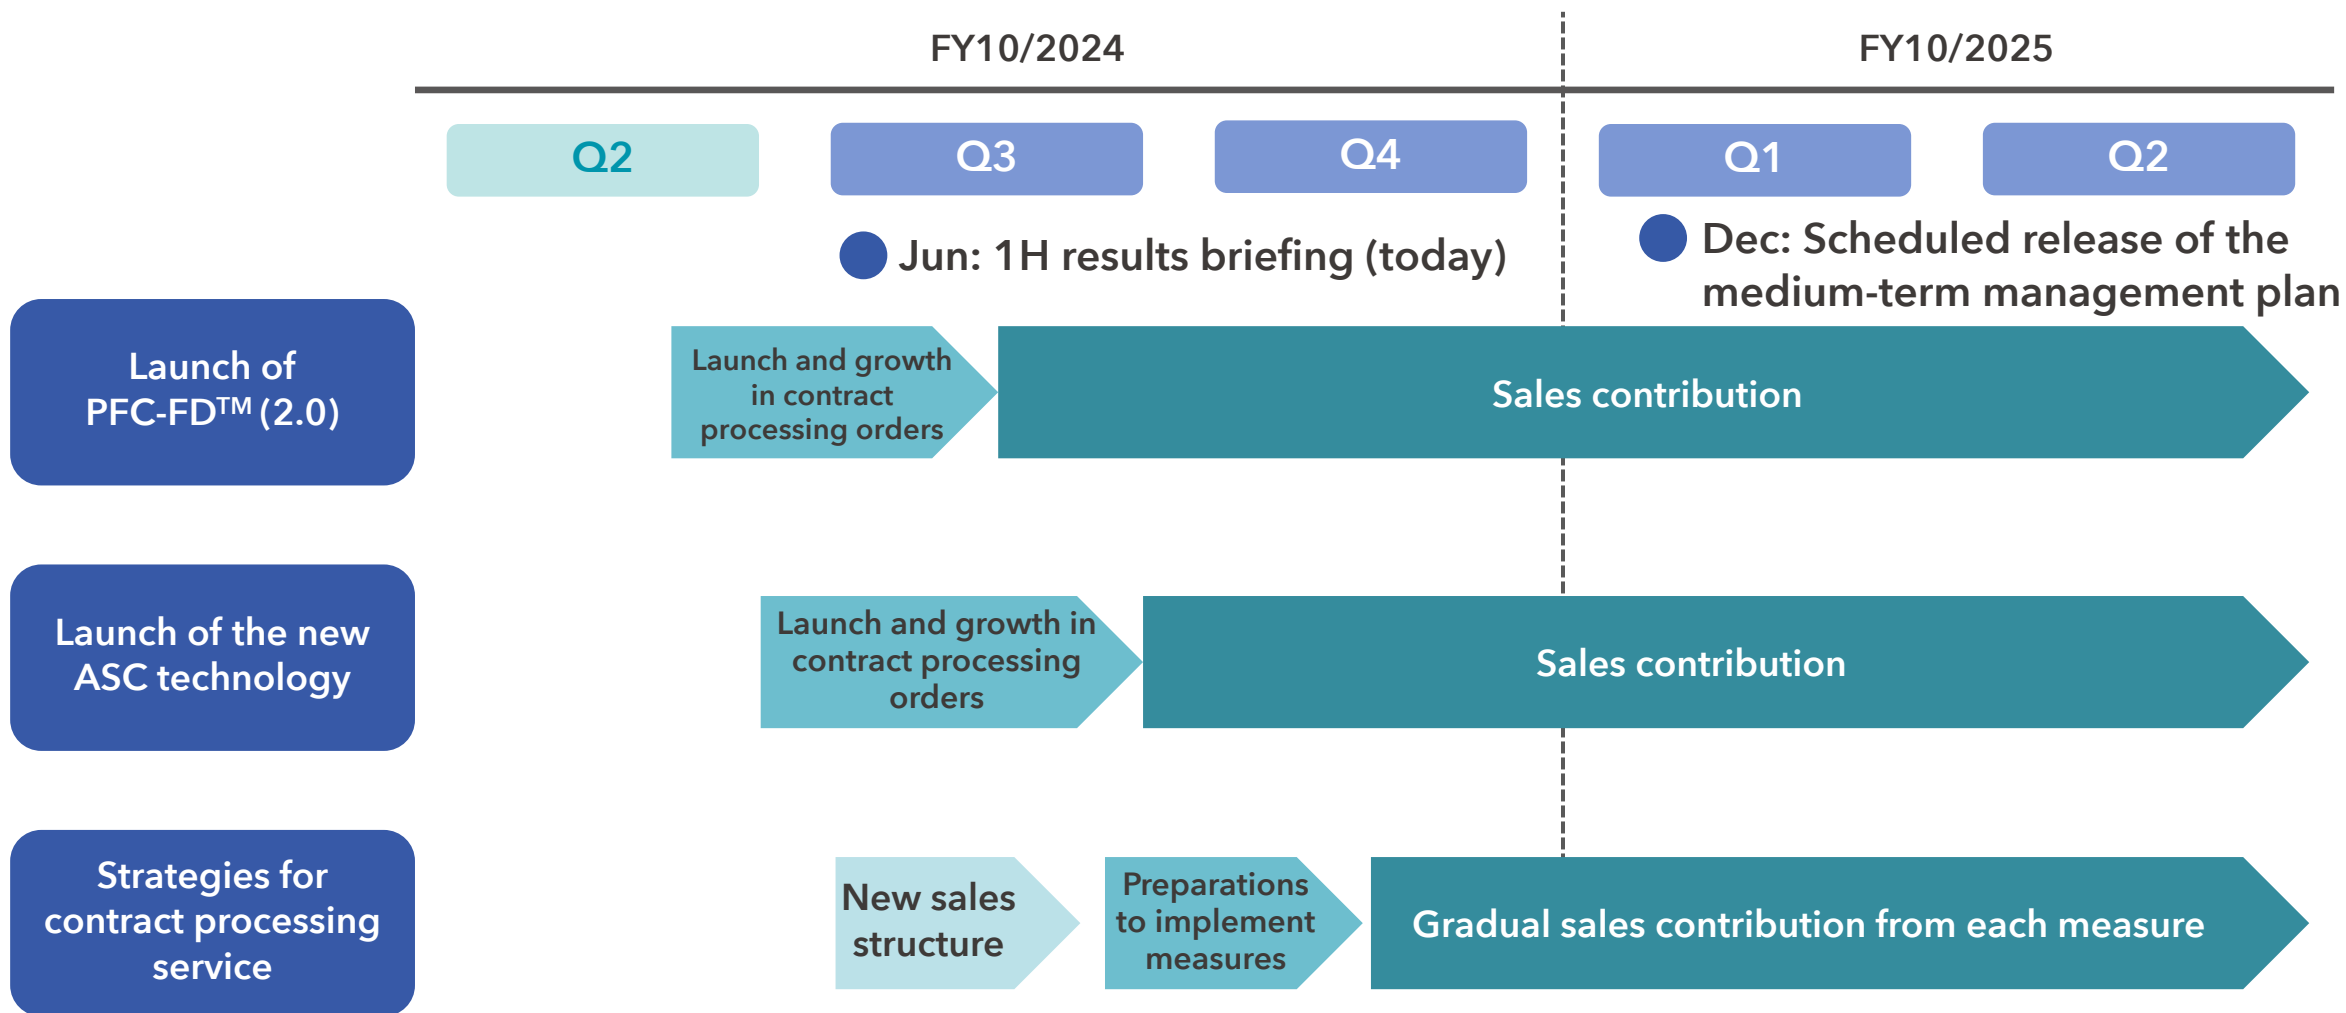 FY10/2024
FY10/2025
Q2
Q3
Q4
Q1
Q2
Jun: 1H results briefing (today)
Dec: Scheduled release of the
medium-term management plan
Launch of
PFC-FD™ (2.0)
Launch and growth
in contract
processing orders
Sales contribution
Launch of the new
ASC technology
Launch and growth in
contract processing
orders
Sales contribution
Strategies for
contract processing
service
New sales
structure
Preparations
to implement
measures
Gradual sales contribution from each measure